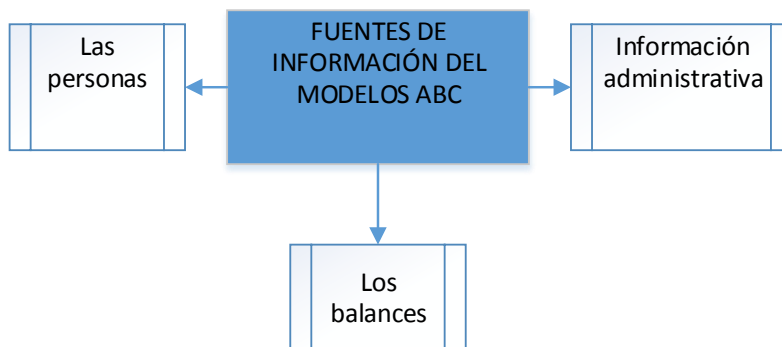 FUENTES DE
INFORMACIÓN DEL
MODELOS ABC
Las
personas
Información
administrativa
Los
balances